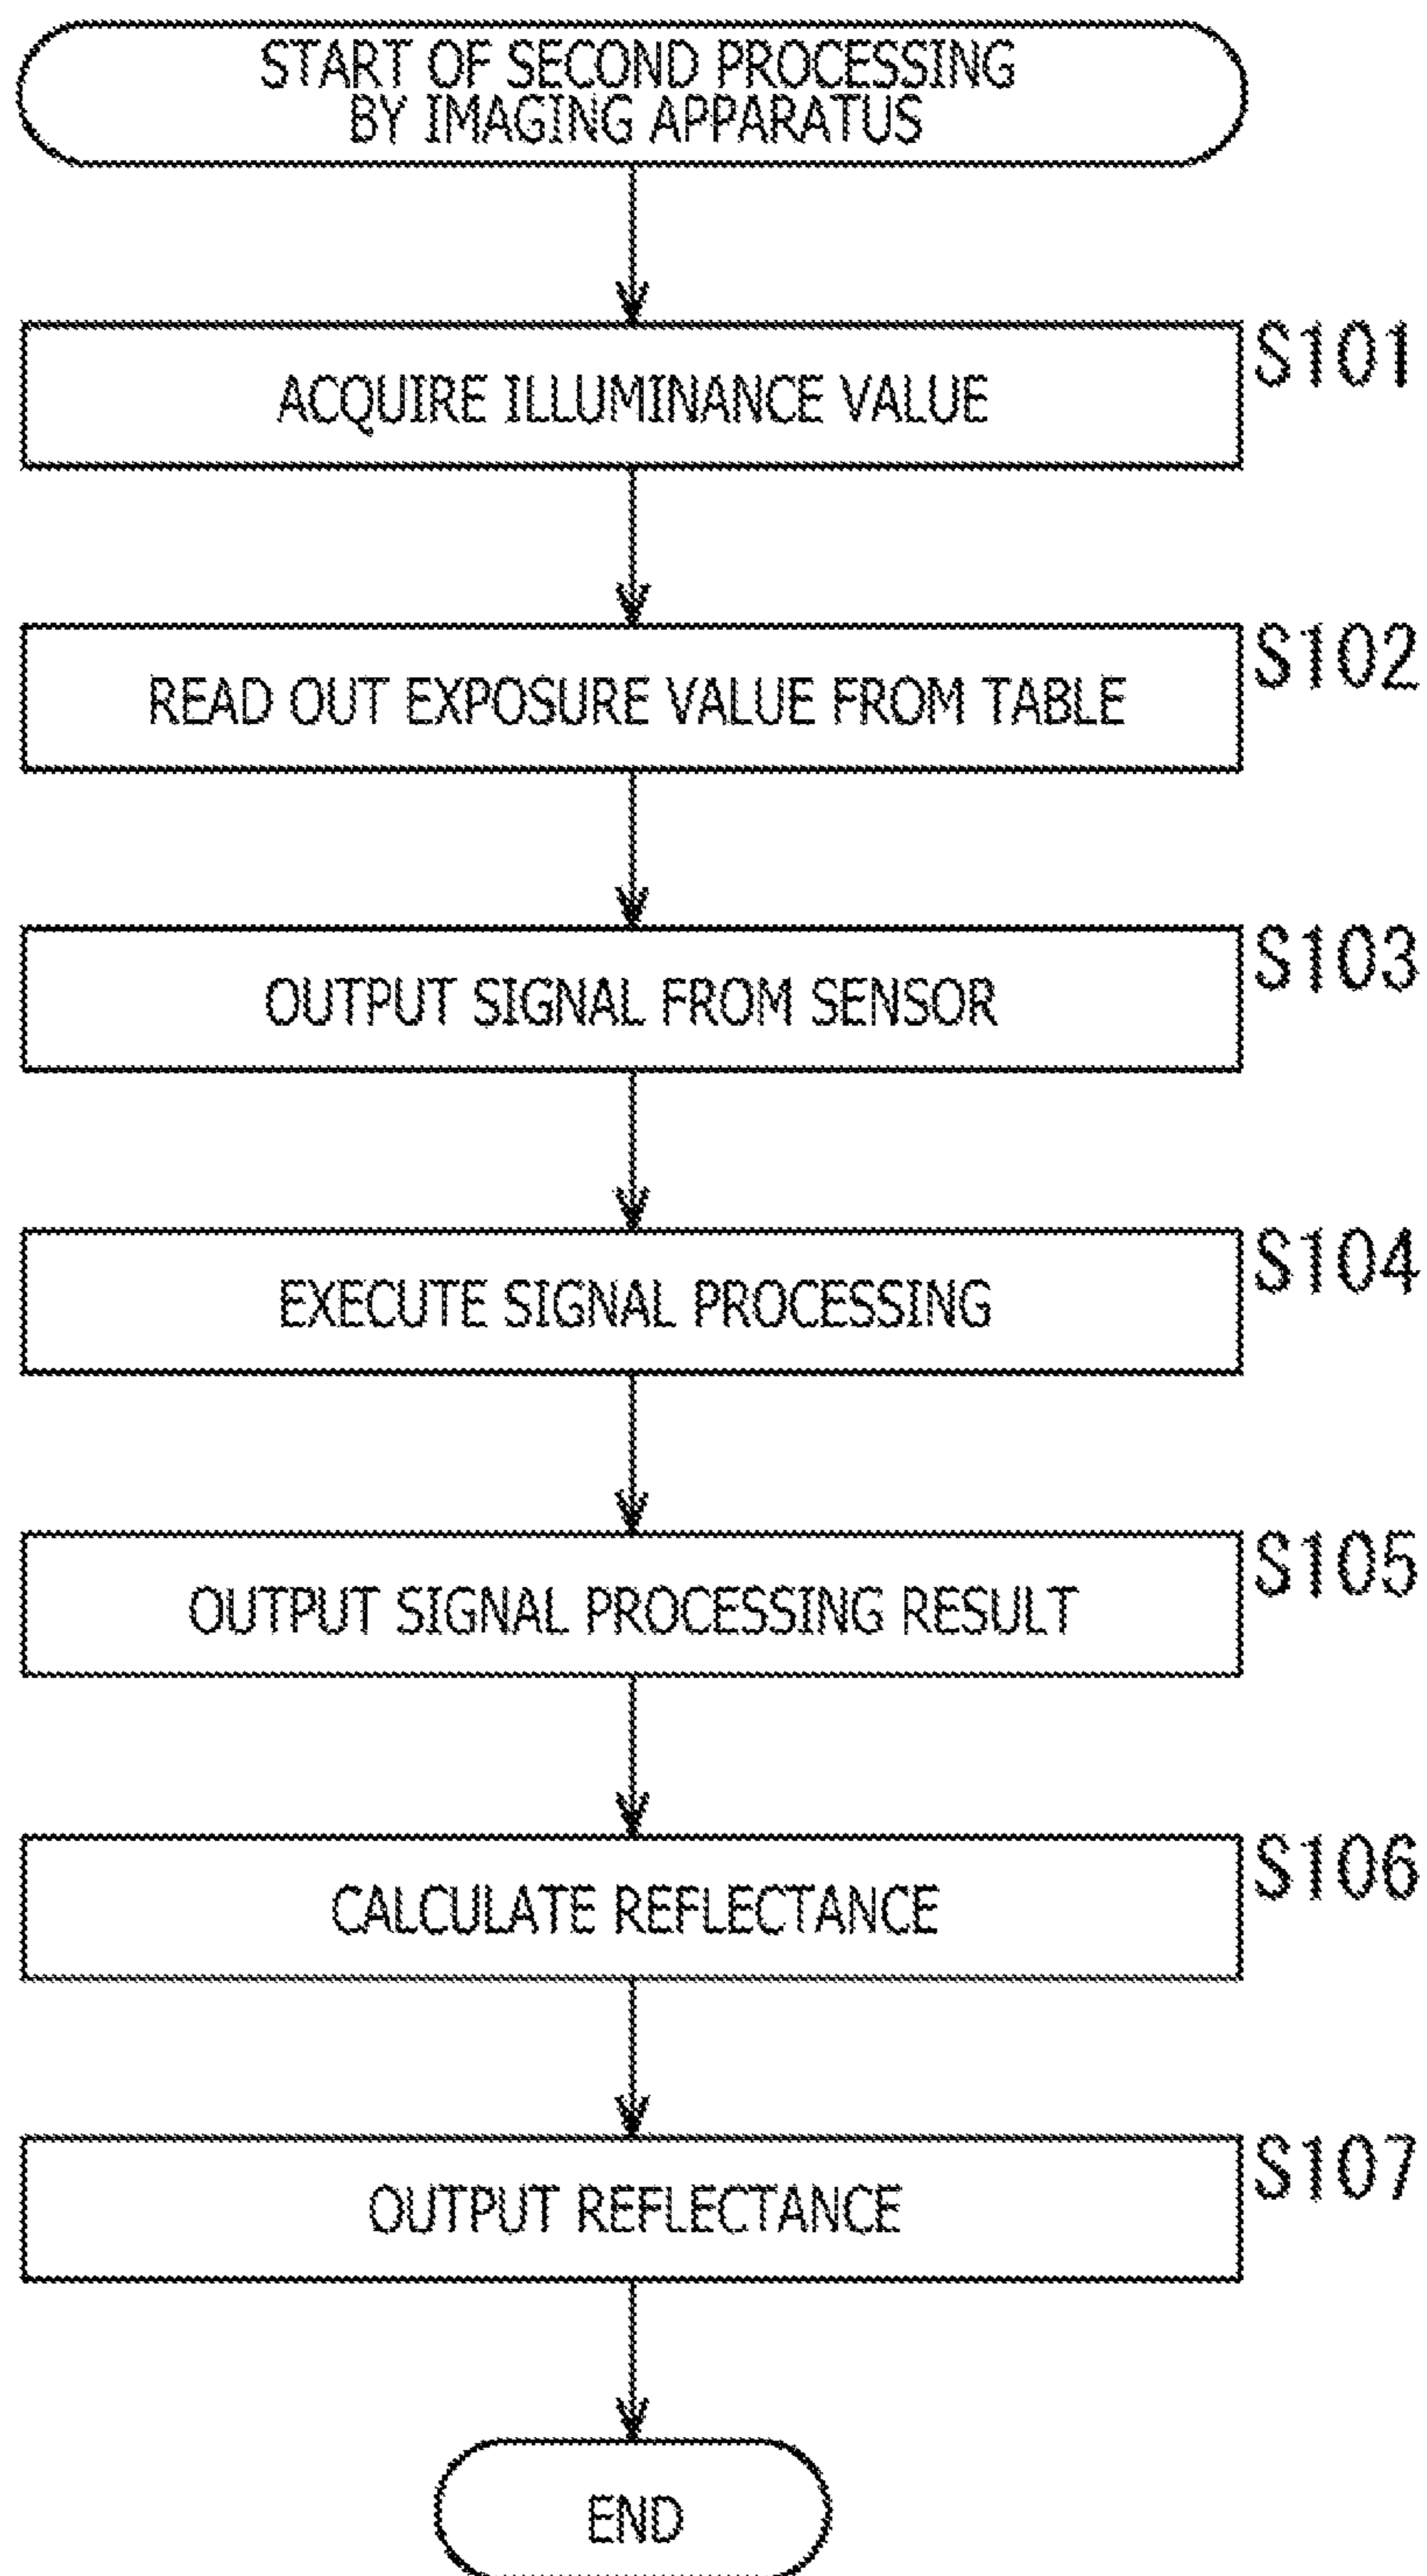 START OF SECOND PROCESSING
BY IMAGING APPARATUS
ACQUIRE ILLUMINANCE VALUE
S101
READ OUT EXPOSURE VALUE FROM TABLE
S102
OUTPUT SIGNAL FROM SENSOR
S103
EXECUTE SIGNAL PROCESSING
S104
OUTPUT SIGNAL PROCESSING RESULT
S105
CALCULATE REFLECTANCE
S106
OUTPUT REFLECTANCE
S107
END